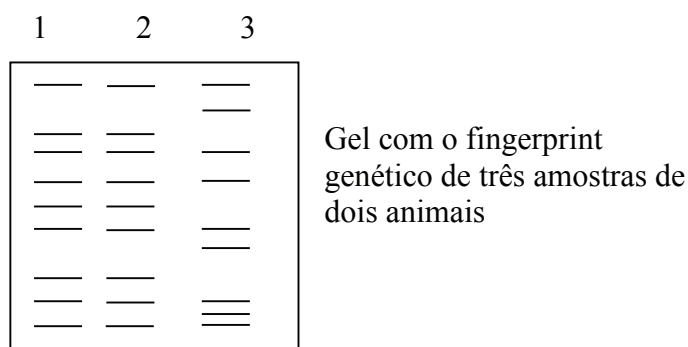 1 2 3
Gel com o fingerprint
genético de três amostras de
dois animais